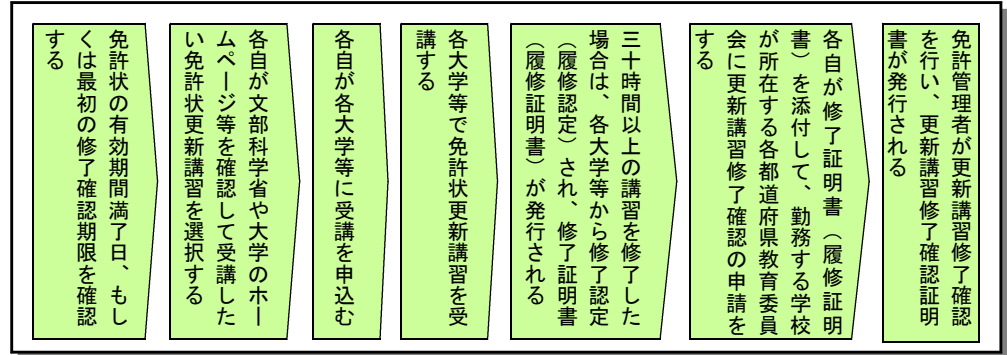 免許状の有効期間満了日、もし
くは最初の修了確認期限を確認
する
各自が文部科学省や大学のホー
ムページ等を確認して受講した
い免許状更新講習を選択する
各自が各大学等に受講を申込む
各大学等で免許状更新講習を受
講する
三十時間以上の講習を修了した
場合は、各大学等から修了認定
（履修認定）され、修了証明書
（履修証明書）が発行される
各自が修了証明書（履修証明
書）を添付して、勤務する学校
が所在する各都道府県教育委員
会に更新講習修了確認の申請を
する
免許管理者が更新講習修了確認
を行い、更新講習修了確認証明
書が発行される